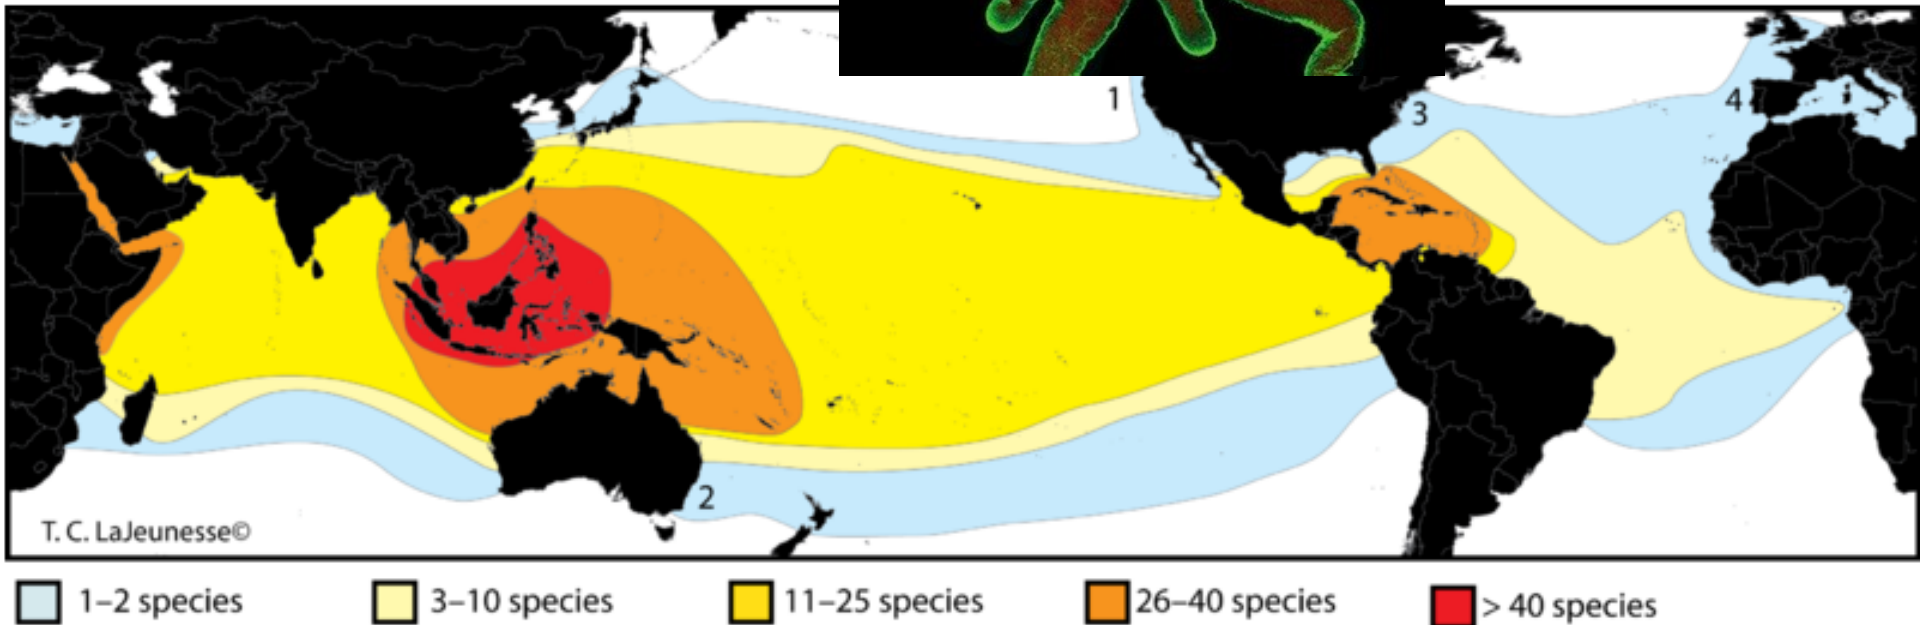 1
3
4
2
T. C. LaJeunesse©
1–2 species
3–10 species
11–25 species
26–40 species
> 40 species